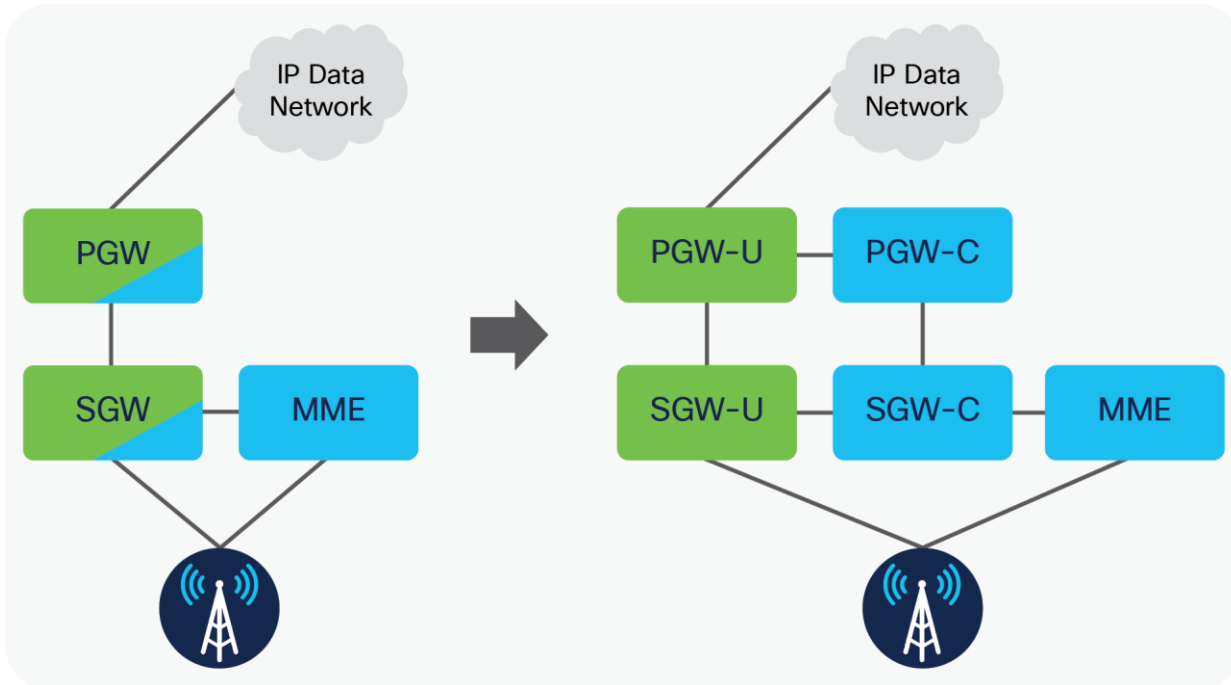 IP Data
Network
PGW
SGW
MME
IP Data
Network
PGW-U
PGW-C
SGW-U
SGW-C
MME